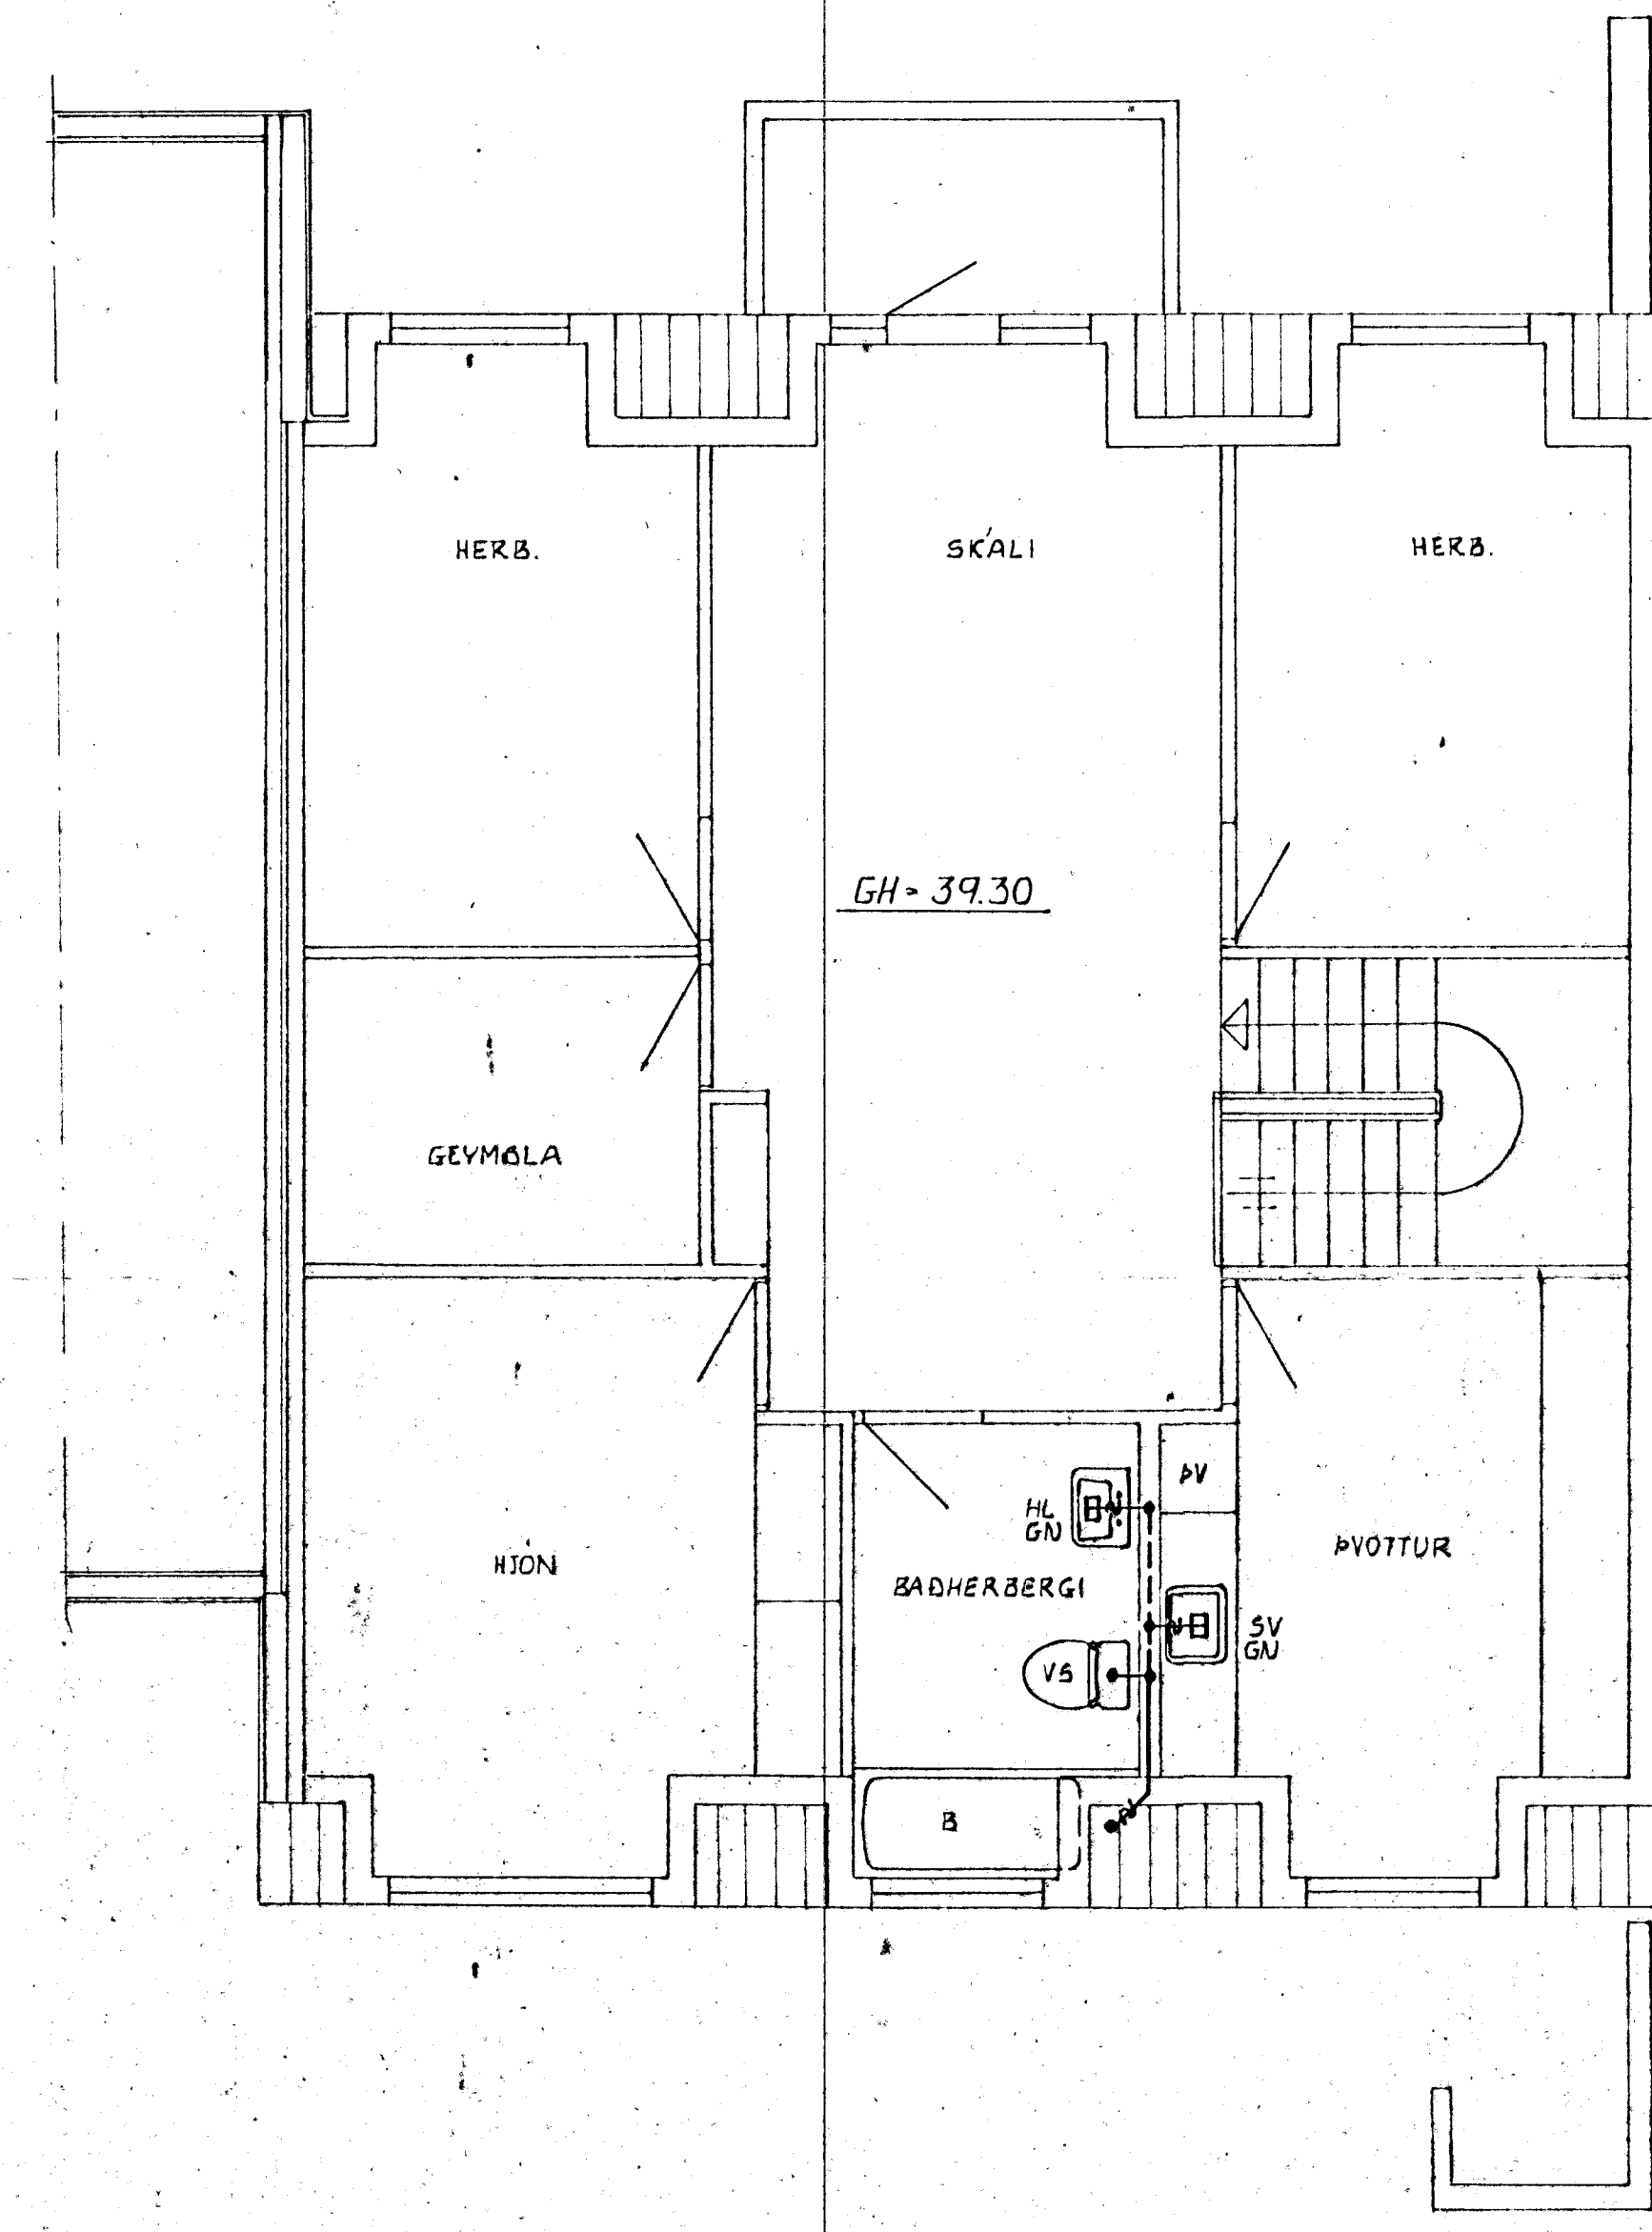 HERB.
SKÁLI
HERB.
GH = 39.30
GEYMSLA
HJÓN
HL
GN
ÞV
ÞVOTTUR
BAÐHERBERGI
SV
GN
VS
B